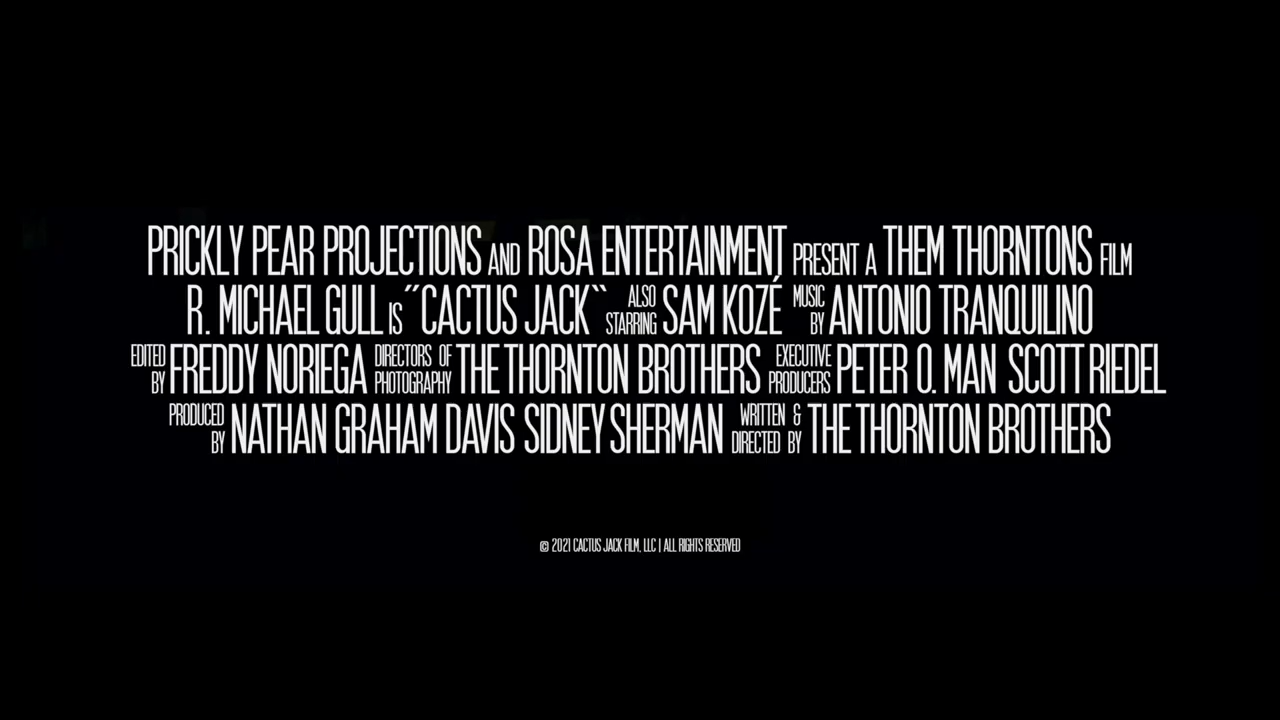 PRICKLY PEAR PROJECTIONS AND ROSA ENTERTAINMENT PRESENT A THEM THORNTONS FILM
R. MICHAEL GULL IS "CACTUS JACK" ALSO STARRING SAM KOZÉ MUSIC BY ANTONIO TRANQUILINO
EDITED BY FREDDY NORIEGA DIRECTORS OF PHOTOGRAPHY THE THORNTON BROTHERS EXECUTIVE PRODUCERS PETER O. MAN SCOTT RIEDEL
PRODUCED BY NATHAN GRAHAM DAVIS SIDNEY SHERMAN WRITTEN & DIRECTED BY THE THORNTON BROTHERS
© 2021 CACTUS JACK FILM, LLC | ALL RIGHTS RESERVED